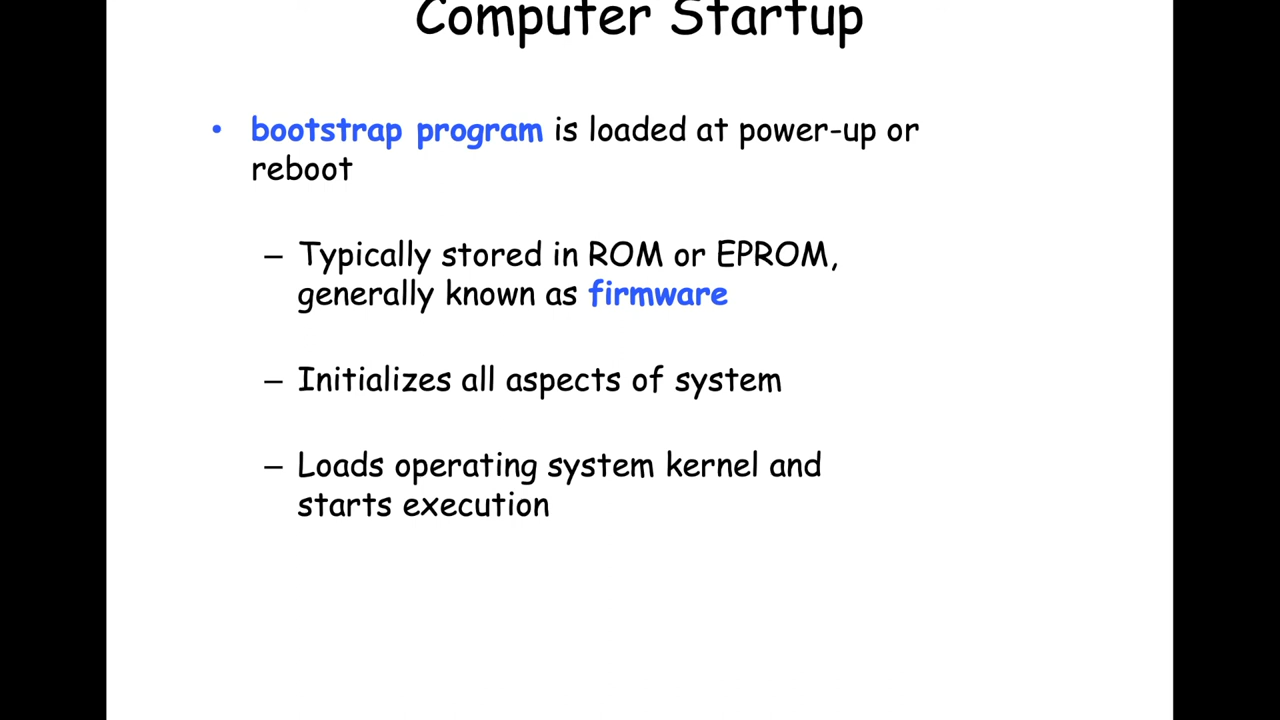 Computer Startup
• bootstrap program is loaded at power-up or
reboot
– Typically stored in ROM or EPROM,
generally known as firmware
– Initializes all aspects of system
– Loads operating system kernel and
starts execution